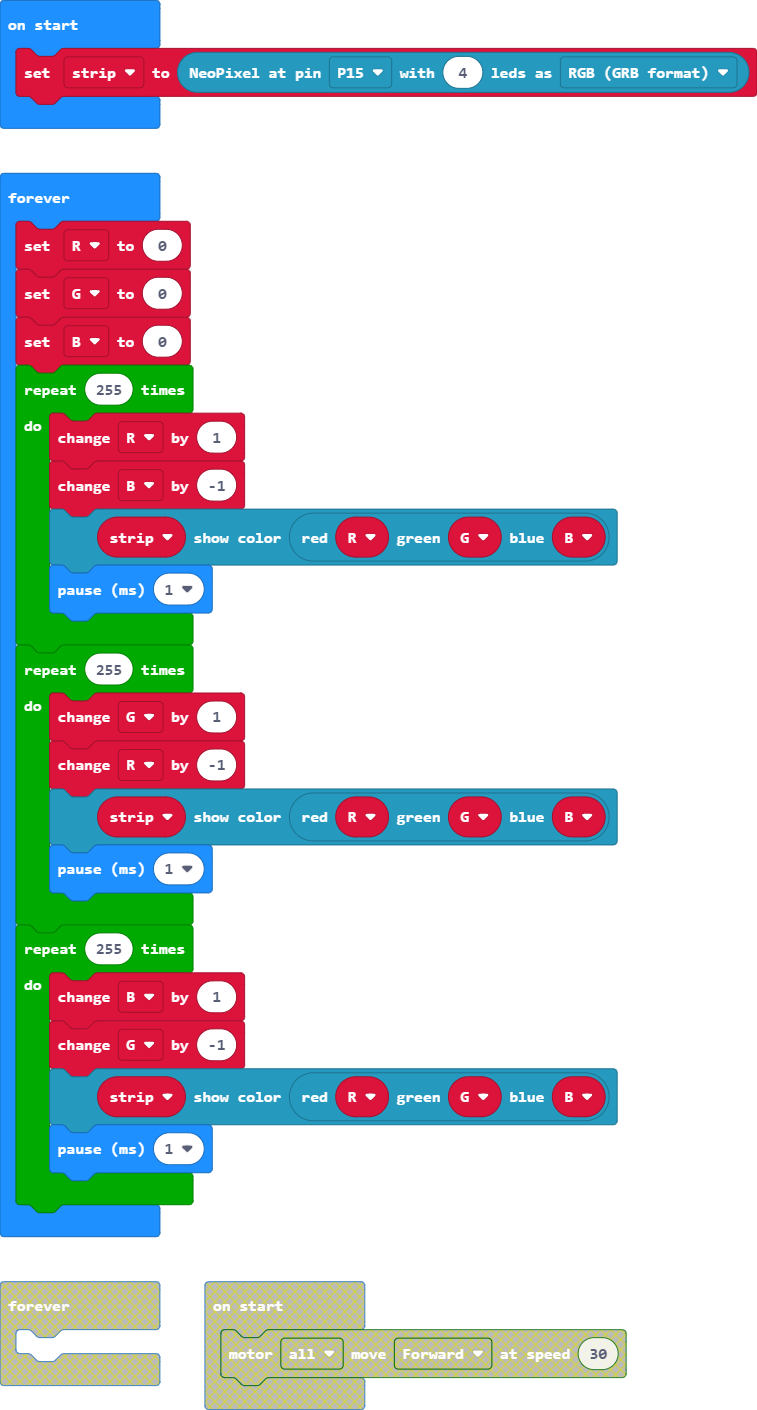 on start
set strip to NeoPixel at pin P15 with 4 leds as RGB (GRB format)
forever
set R to 0
set G to 0
set B to 0
repeat 255 times
do
change R by 1
change B by -1
strip show color red R green G blue B
pause (ms) 1
repeat 255 times
do
change G by 1
change R by -1
strip show color red R green G blue B
pause (ms) 1
repeat 255 times
do
change B by 1
change G by -1
strip show color red R green G blue B
pause (ms) 1
forever
on start
motor all move Forward at speed 30